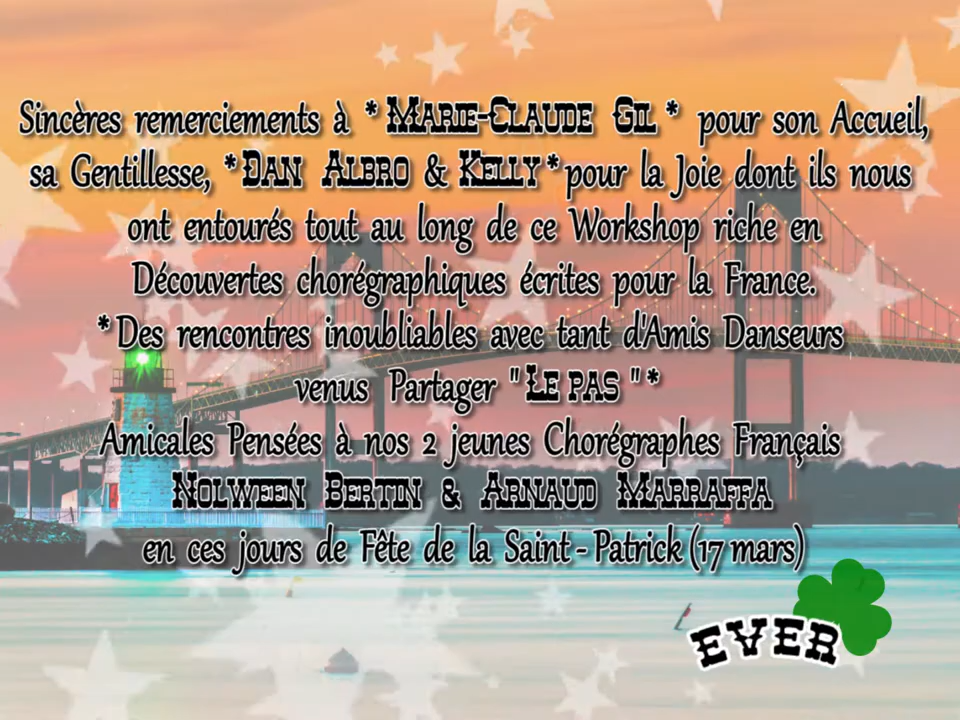 Sincères remerciements à * Marie-Claude Gil * pour son Accueil,
sa Gentillesse, * Dan Albro & Kelly * pour la Joie dont ils nous
ont entourés tout au long de ce Workshop riche en
Découvertes chorégraphiques écrites pour la France.
* Des rencontres inoubliables avec tant d'Amis Danseurs
venus Partager " Le pas " *
Amicales Pensées à nos 2 jeunes Chorégraphes Français
Nolween Bertin & Arnaud Marraffa
en ces jours de Fête de la Saint - Patrick (17 mars)
EVER